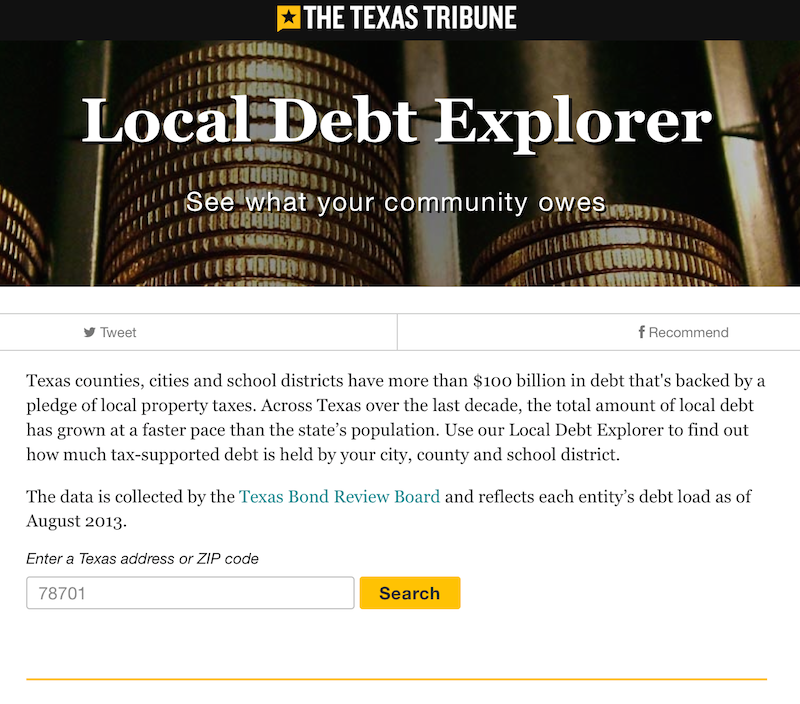 THE TEXAS TRIBUNE
Local Debt Explorer
See what your community owes
Tweet
Recommend
Texas counties, cities and school districts have more than $100 billion in debt that's backed by a
pledge of local property taxes. Across Texas over the last decade, the total amount of local debt
has grown at a faster pace than the state’s population. Use our Local Debt Explorer to find out
how much tax-supported debt is held by your city, county and school district.
The data is collected by the Texas Bond Review Board and reflects each entity’s debt load as of
August 2013.
Enter a Texas address or ZIP code
78701
Search